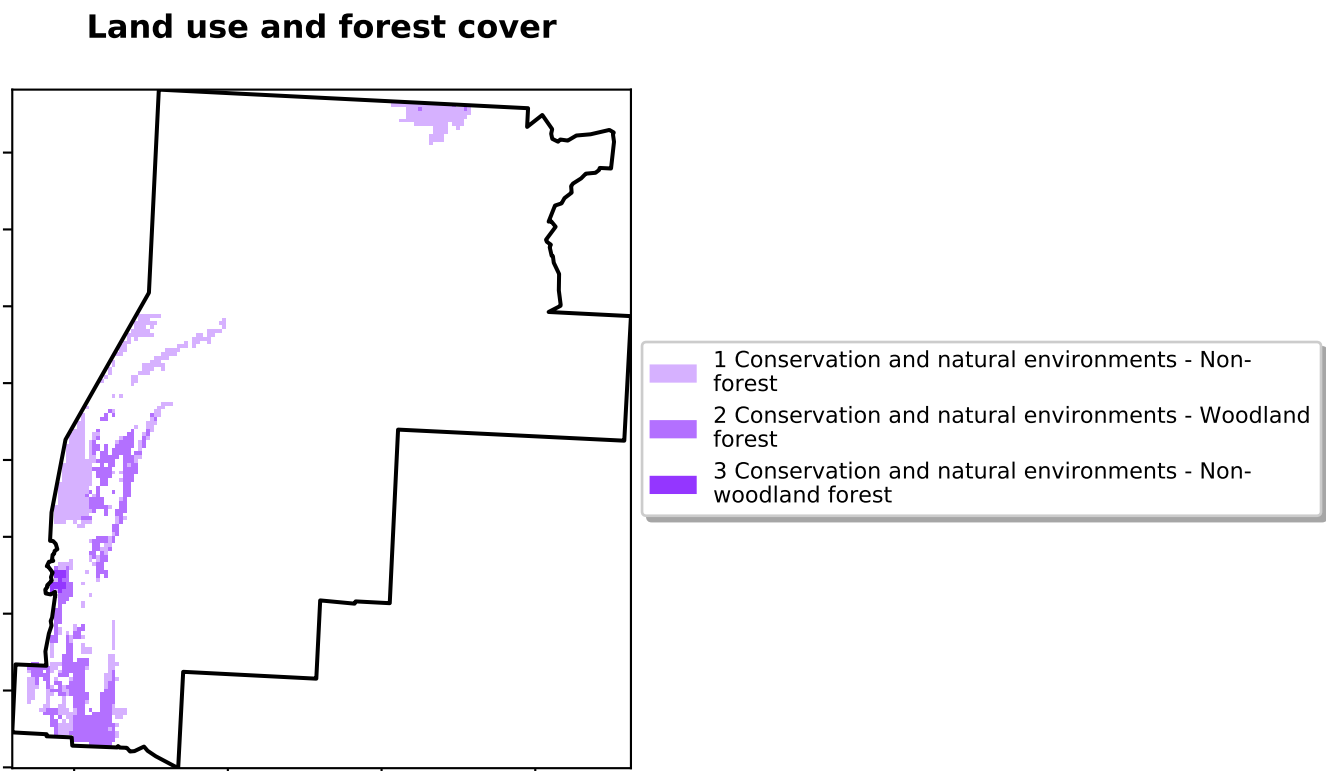 Land use and forest cover
1 Conservation and natural environments - Non-
forest
2 Conservation and natural environments - Woodland
forest
3 Conservation and natural environments - Non-
woodland forest